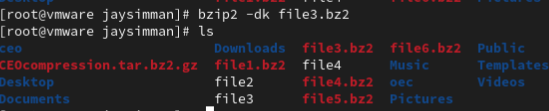 [root@vmware jaysimman]# bzip2 -dk file3.bz2
[root@vmware jaysimman]# ls
ceo Downloads file3.bz2 file6.bz2 Public
CEOcompression.tar.bz2.gz file1.bz2 file4 Music Templates
Desktop file2 file4.bz2 oec Videos
Documents file3 file5.bz2 Pictures